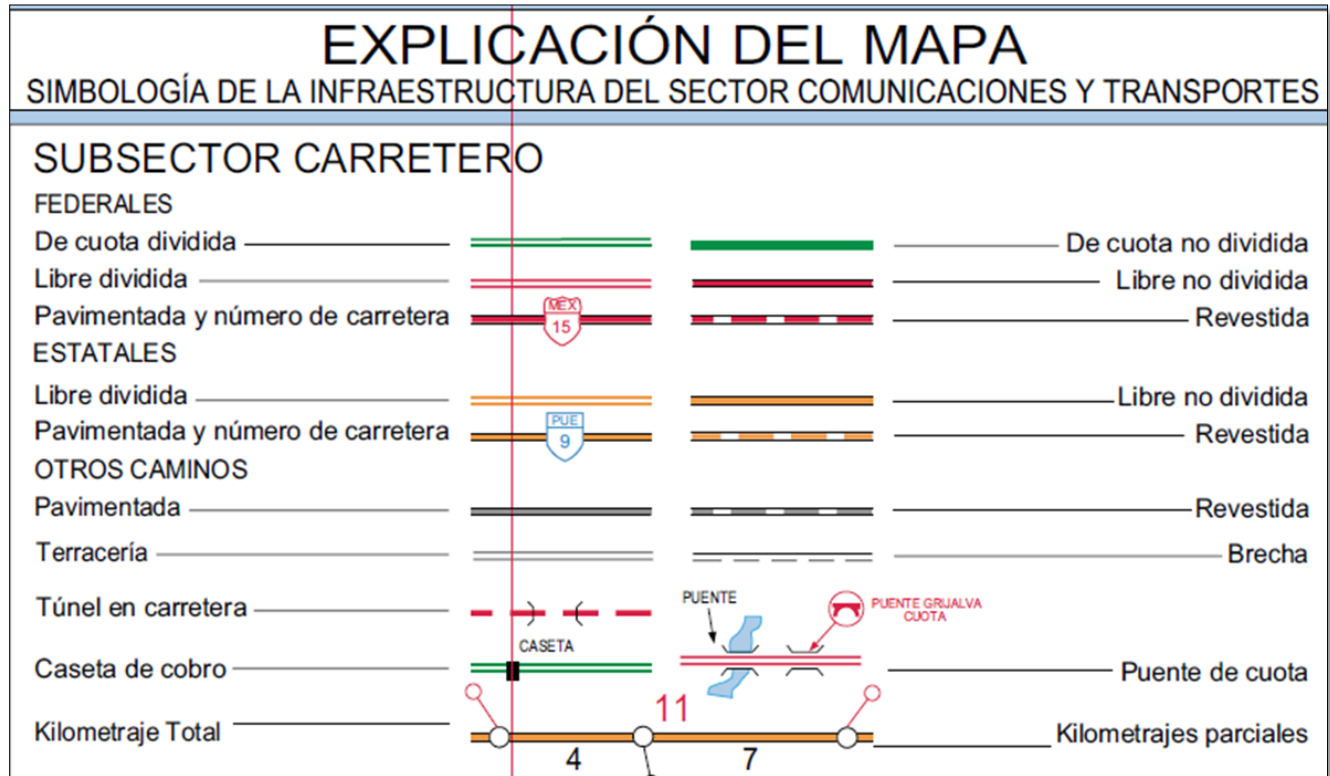 EXPLICACIÓN DEL MAPA
SIMBOLOGÍA DE LA INFRAESTRUCTURA DEL SECTOR COMUNICACIONES Y TRANSPORTES
SUBSECTOR CARRETERO
FEDERALES
De cuota dividida De cuota no dividida
Libre dividida Libre no dividida
MEX
Pavimentada y número de carretera 15 Revestida
ESTATALES
Libre dividida Libre no dividida
PUE
Pavimentada y número de carretera 9 Revestida
OTROS CAMINOS
Pavimentada Revestida
Terracería Brecha
PUENTE
Túnel en carretera PUENTE GRIJALVA
CUOTA
CASETA
Caseta de cobro Puente de cuota
11
Kilometraje Total Kilometrajes parciales
4 7